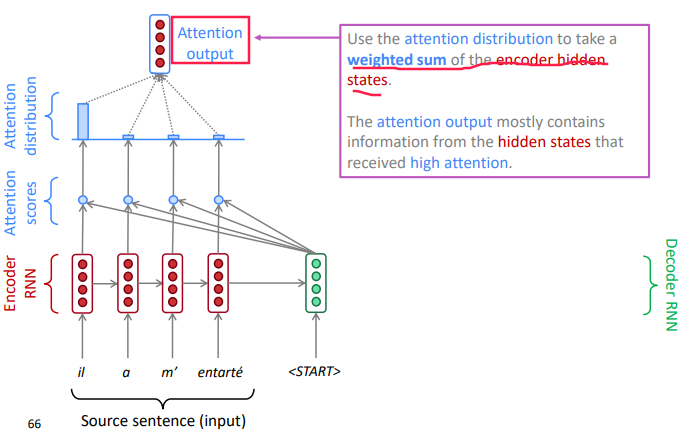 Attention
output
Use the attention distribution to take a
weighted sum of the encoder hidden
states.
The attention output mostly contains
information from the hidden states that
received high attention.
Attention
distribution
Attention
scores
Encoder
RNN
Decoder RNN
il a m’ entarté <START>
Source sentence (input)
66